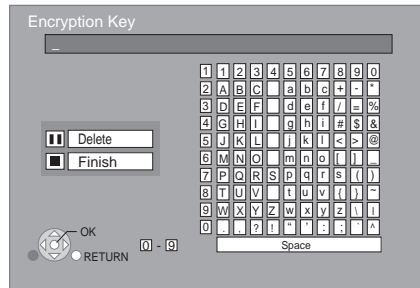 Encryption Key
_
1 1 2 3 4 5 6 7 8 9 0
2 A B C a b c + - *
3 D E F d e f / = %
4 G H I g h i # $ &
5 J K L j k l < > @
6 M N O m n o [ ] _
7 P Q R S p q r s ( )
8 T U V t u v { } ~
9 W X Y Z w x y z \ |
0 . , ? ! " ' : ; ` ^
Space
Delete
Finish
OK
RETURN
0 - 9